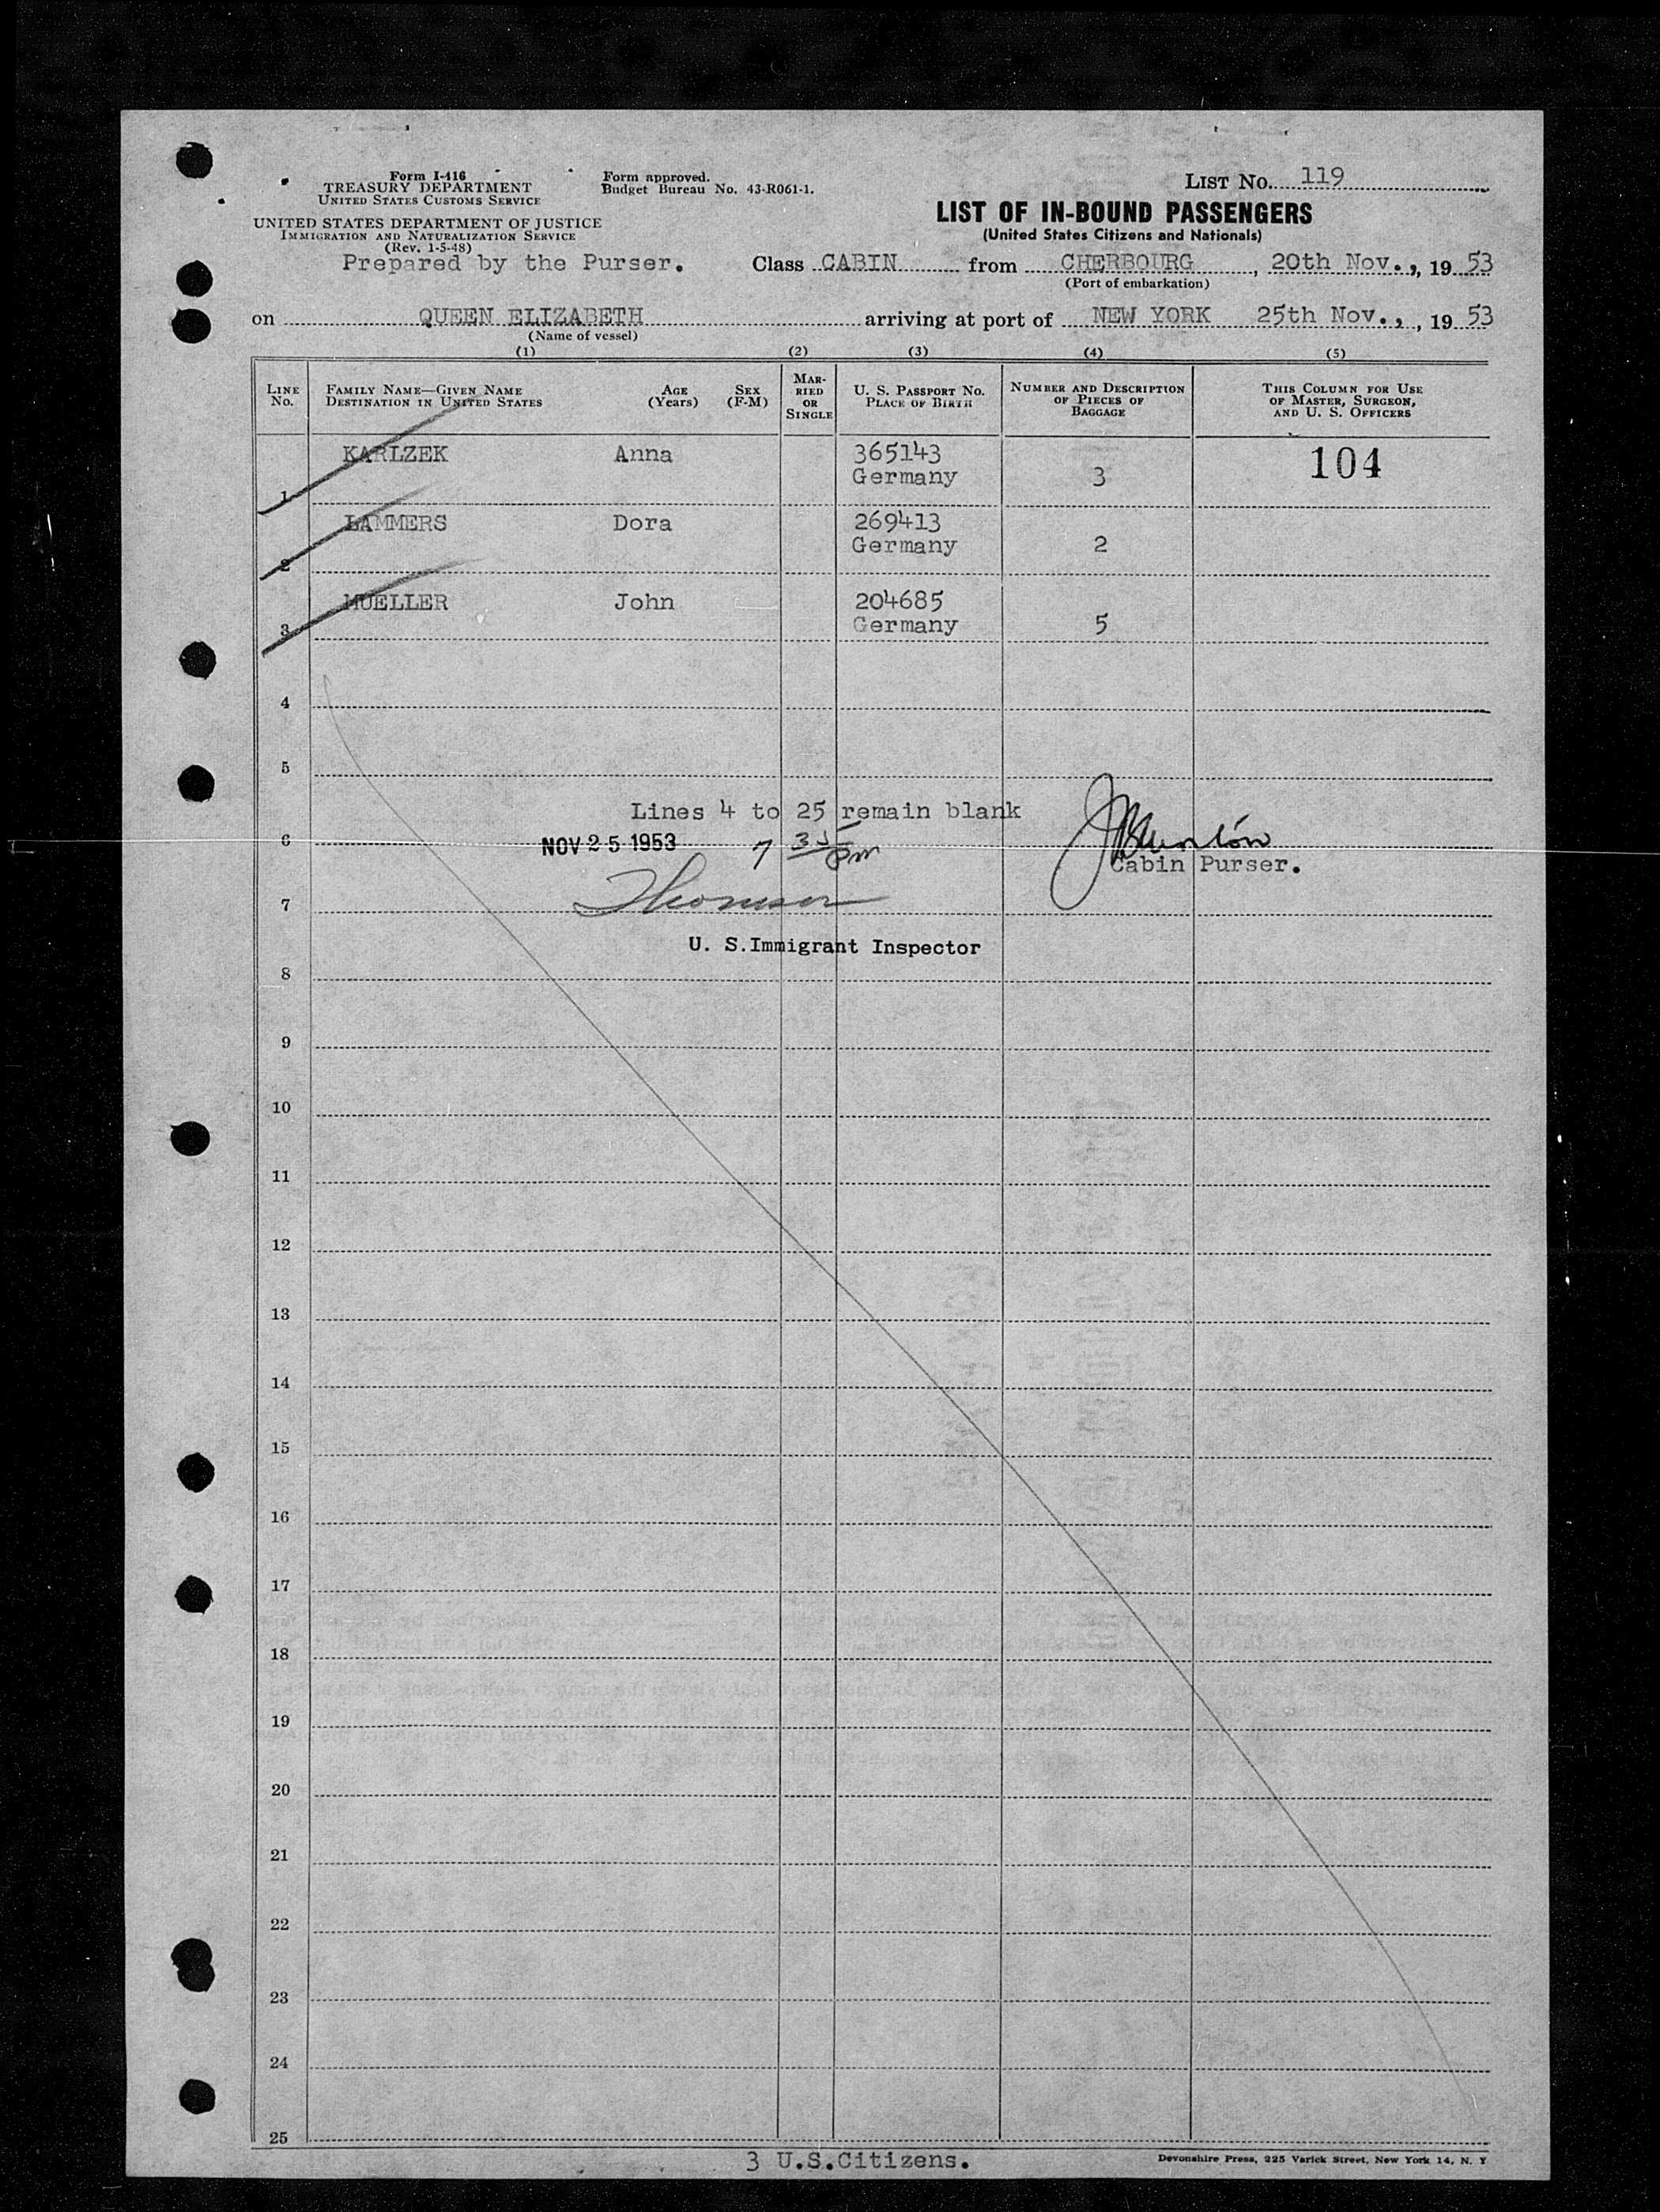 Form I-416
TREASURY DEPARTMENT
UNITED STATES CUSTOMS SERVICE
UNITED STATES DEPARTMENT OF JUSTICE
IMMIGRATION AND NATURALIZATION SERVICE
(Rev. 1-5-48)
Prepared by the Purser.
Form approved.
Budget Bureau No. 43-R061-1.
LIST No. 119
LIST OF IN-BOUND PASSENGERS
(United States Citizens and Nationals)
Class CABIN from CHERBOURG, 20th Nov., 19 53
(Port of embarkation)
on QUEEN ELIZABETH arriving at port of NEW YORK 25th Nov., , 19 53
(Name of vessel)
(1) (2) (3) (4) (5)
LINE No.
FAMILY NAME—GIVEN NAME
DESTINATION IN UNITED STATES
AGE (Years)
SEX (F-M)
MARRIED OR SINGLE
U. S. PASSPORT NO.
PLACE OF BIRTH
NUMBER AND DESCRIPTION
OF PIECES OF
BAGGAGE
THIS COLUMN FOR USE
OF MASTER, SURGEON,
AND U. S. OFFICERS
1 KARLZEK Anna 365143 Germany 3 104
2 LAMMERS Dora 269413 Germany 2
3 MUELLER John 204685 Germany 5
4
5
Lines 4 to 25 remain blank
6 NOV 25 1953 7 35 pm
Cabin Purser.
7 Thomson
U. S. Immigrant Inspector
8
9
10
11
12
13
14
15
16
17
18
19
20
21
22
23
24
25
3 U.S.Citizens.
Devonshire Press, 225 Varick Street, New York 14, N. Y